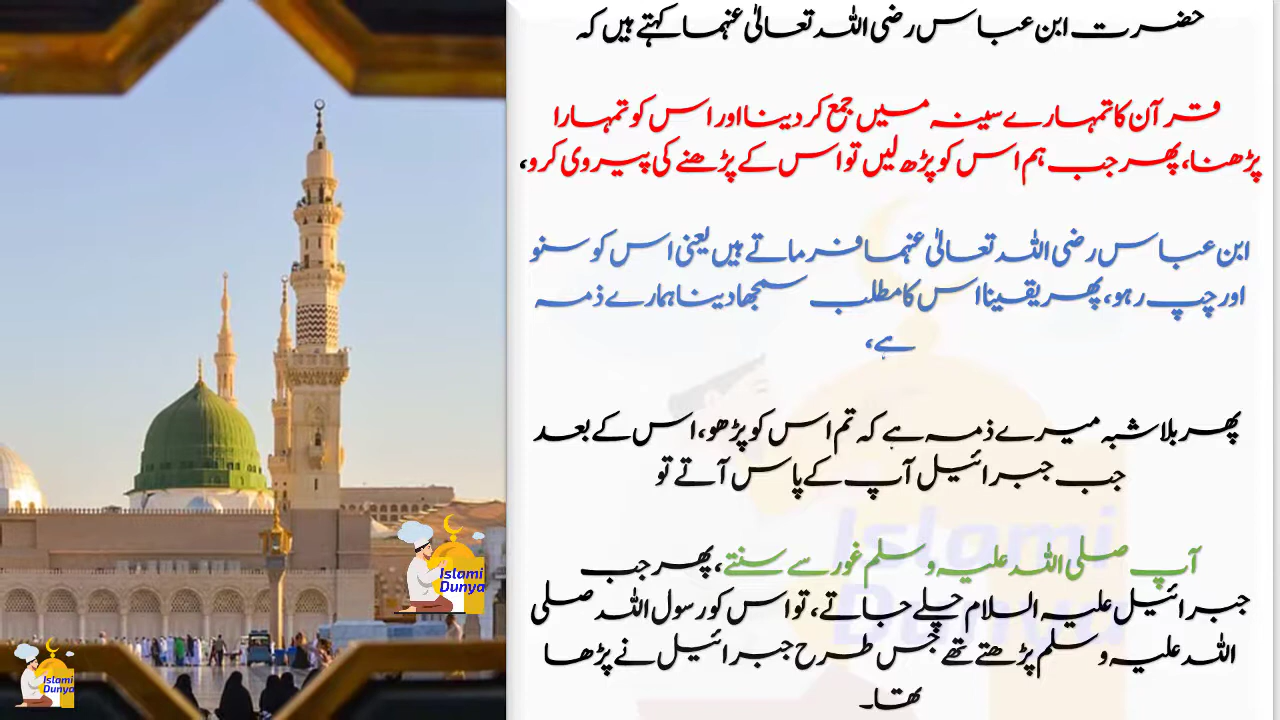 حضرت ابن عباس رضی اللہ تعالیٰ عنہما کہتے ہیں کہ
قرآن کا تمہارے سینہ میں جمع کر دینا اور اس کو تمہارا
پڑھنا، پھر جب ہم اس کو پڑھ لیں تو اس کے پڑھنے کی پیروی کرو،
ابن عباس رضی اللہ تعالیٰ عنہما فرماتے ہیں یعنی اس کو سنو
اور چپ رہو، پھر یقینا اس کا مطلب سمجھا دینا ہمارے ذمہ
ہے،
پھر بلاشبہ میرے ذمہ ہے کہ تم اس کو پڑھو، اس کے بعد
جب جبرائیل آپ کے پاس آتے تو
آپ صلی اللہ علیہ وسلم غور سے سنتے، پھر جب
جبرائیل علیہ السلام چلے جاتے، تو اس کو رسول اللہ صلی
اللہ علیہ وسلم پڑھتے تھے جس طرح جبرائیل نے پڑھا
تھا۔
Islami
Dunya
Islami
Dunya
Islami
Dunya